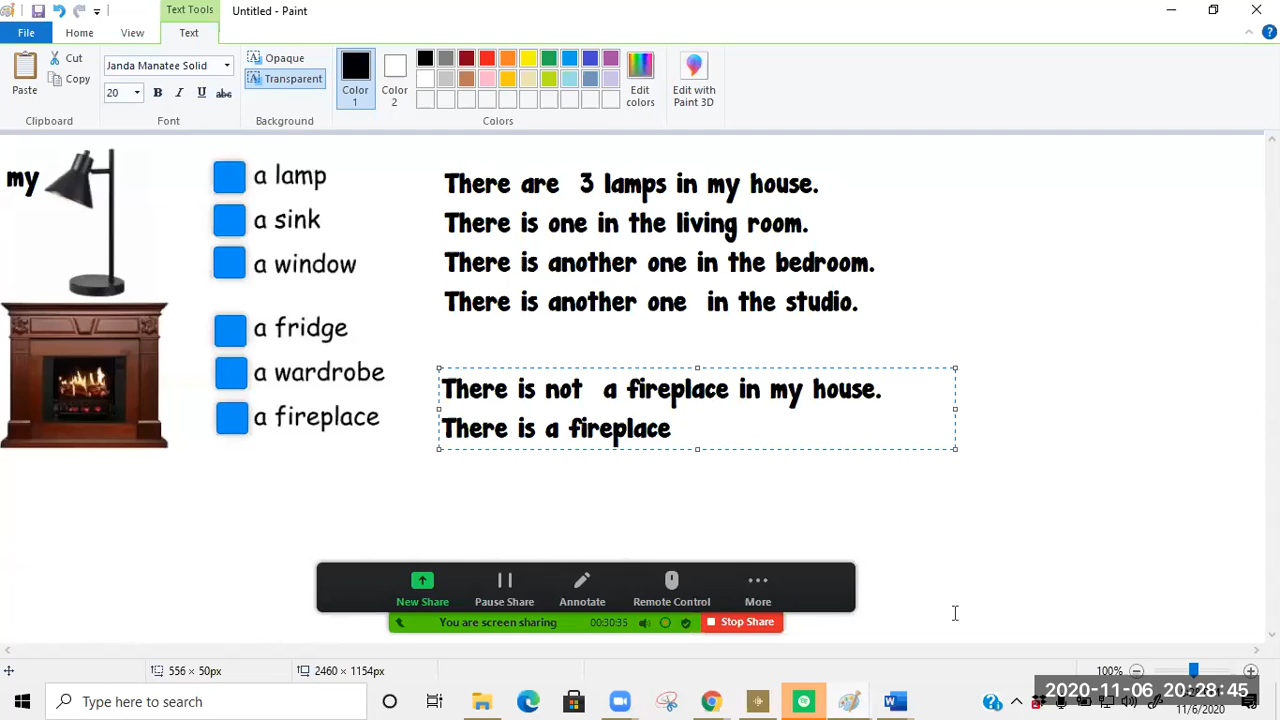 Text Tools
Untitled - Paint
File
Home
View
Text
Paste
Cut
Copy
Clipboard
Janda Manatee Solid
20
B I U abc
Font
Opaque
Transparent
Background
Color 1
Color 2
Edit colors
Colors
Edit with Paint 3D
my
a lamp
a sink
a window
a fridge
a wardrobe
a fireplace
There are 3 lamps in my house.
There is one in the living room.
There is another one in the bedroom.
There is another one in the studio.
There is not a fireplace in my house.
There is a fireplace
New Share
Pause Share
Annotate
Remote Control
More
You are screen sharing
00:30:35
Stop Share
556 × 50px
2460 × 1154px
100%
Type here to search
2020-11-06 20:28:45
11/6/2020